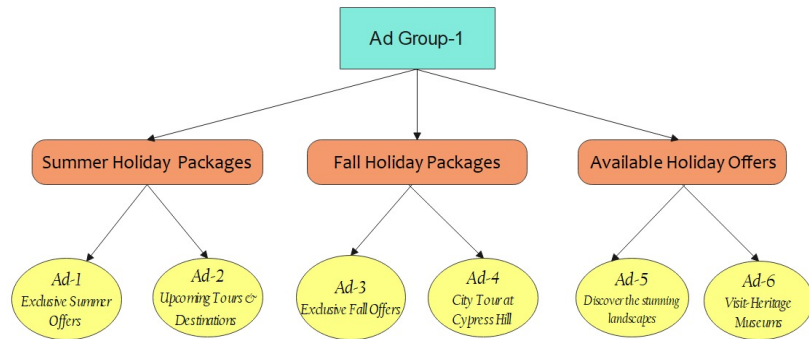 Ad Group-1
Summer Holiday Packages
Fall Holiday Packages
Available Holiday Offers
Ad-1
Exclusive Summer
Offers
Ad-2
Upcoming Tours &
Destinations
Ad-3
Exclusive Fall Offers
Ad-4
City Tour at
Cypress Hill
Ad-5
Discover the stunning
landscapes
Ad-6
Visit-Heritage
Museums